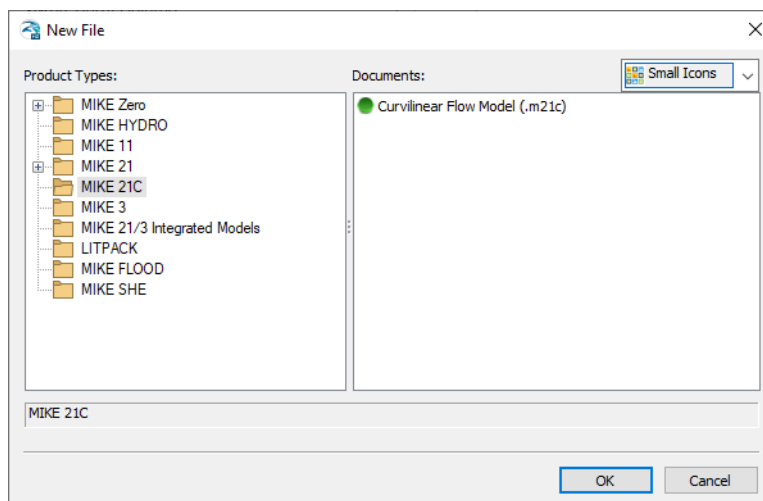 New File
Product Types:
Documents:
Small Icons
MIKE Zero
MIKE HYDRO
MIKE 11
MIKE 21
MIKE 21C
MIKE 3
MIKE 21/3 Integrated Models
LITPACK
MIKE FLOOD
MIKE SHE
Curvilinear Flow Model (.m21c)
MIKE 21C
OK
Cancel